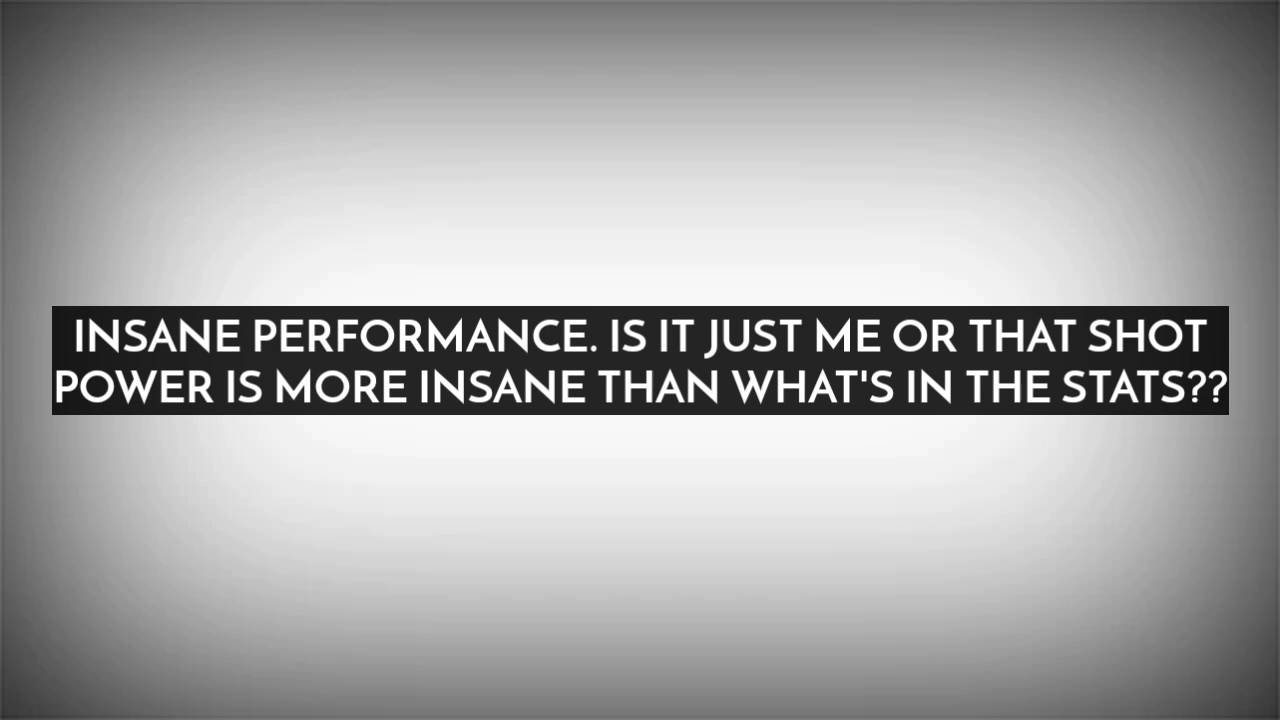 INSANE PERFORMANCE. IS IT JUST ME OR THAT SHOT
POWER IS MORE INSANE THAN WHAT'S IN THE STATS??